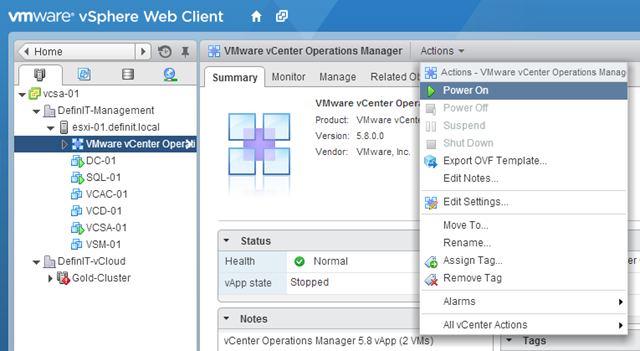 vmware vSphere Web Client
Home
VMware vCenter Operations Manager
Actions
Summary
Monitor
Manage
Related Ob
vcsa-01
DefinIT-Management
esxi-01.definit.local
VMware vCenter Operati
DC-01
SQL-01
VCAC-01
VCD-01
VCSA-01
VSM-01
DefinIT-vCloud
Gold-Cluster
VMware vCenter Opera
Product: VMware vCente
Version: 5.8.0.0
Vendor: VMware, Inc.
Status
Health Normal
vApp state Stopped
Notes
vCenter Operations Manager 5.8 vApp (2 VMs)
Actions - VMware vCenter Operations Manag
Power On
Power Off
Suspend
Shut Down
Export OVF Template...
Edit Notes...
Edit Settings...
Move To...
Rename...
Assign Tag...
Remove Tag
Alarms
All vCenter Actions
Tags